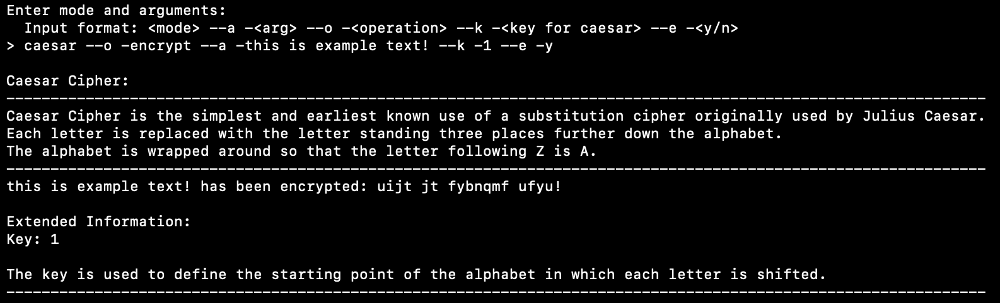 Enter mode and arguments:
Input format: <mode> --a -<arg> --o -<operation> --k -<key for caesar> --e -<y/n>
> caesar --o -encrypt --a -this is example text! --k -1 --e -y
Caesar Cipher:
---------------------------------------------------------------------------------------------------------------
Caesar Cipher is the simplest and earliest known use of a substitution cipher originally used by Julius Caesar.
Each letter is replaced with the letter standing three places further down the alphabet.
The alphabet is wrapped around so that the letter following Z is A.
---------------------------------------------------------------------------------------------------------------
this is example text! has been encrypted: uijt jt fybnqmf ufyu!
Extended Information:
Key: 1
The key is used to define the starting point of the alphabet in which each letter is shifted.
---------------------------------------------------------------------------------------------------------------